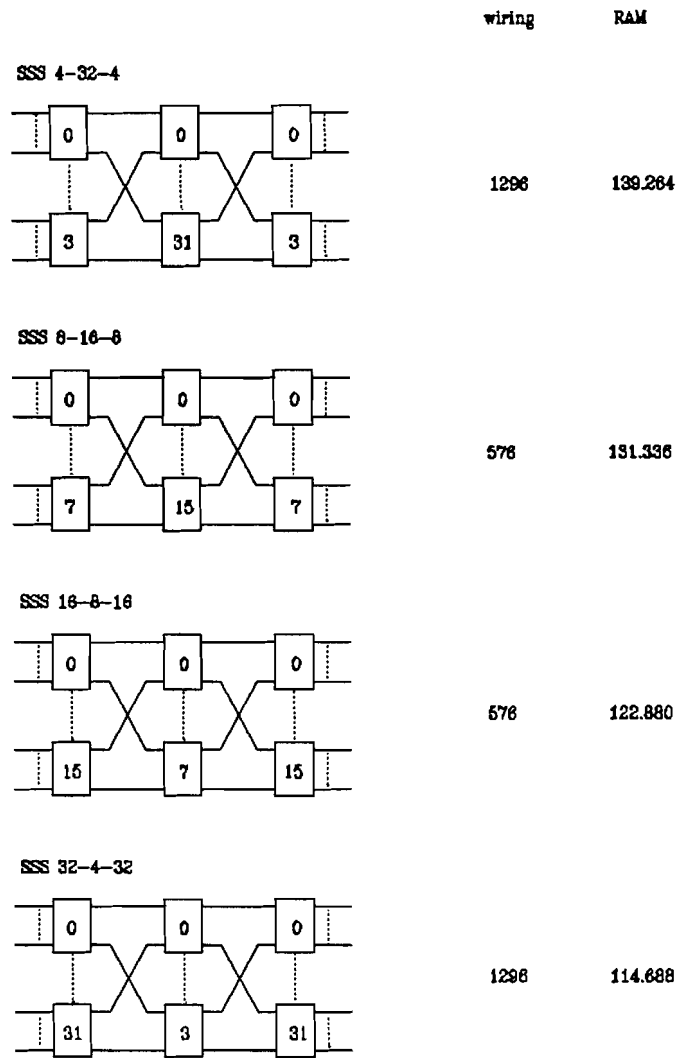 wiring RAM
SSS 4-32-4
0 0 0
1296 139.264
3 31 3
SSS 8-16-8
0 0 0
576 131.336
7 15 7
SSS 16-8-16
0 0 0
576 122.880
15 7 15
SSS 32-4-32
0 0 0
1296 114.688
31 3 31